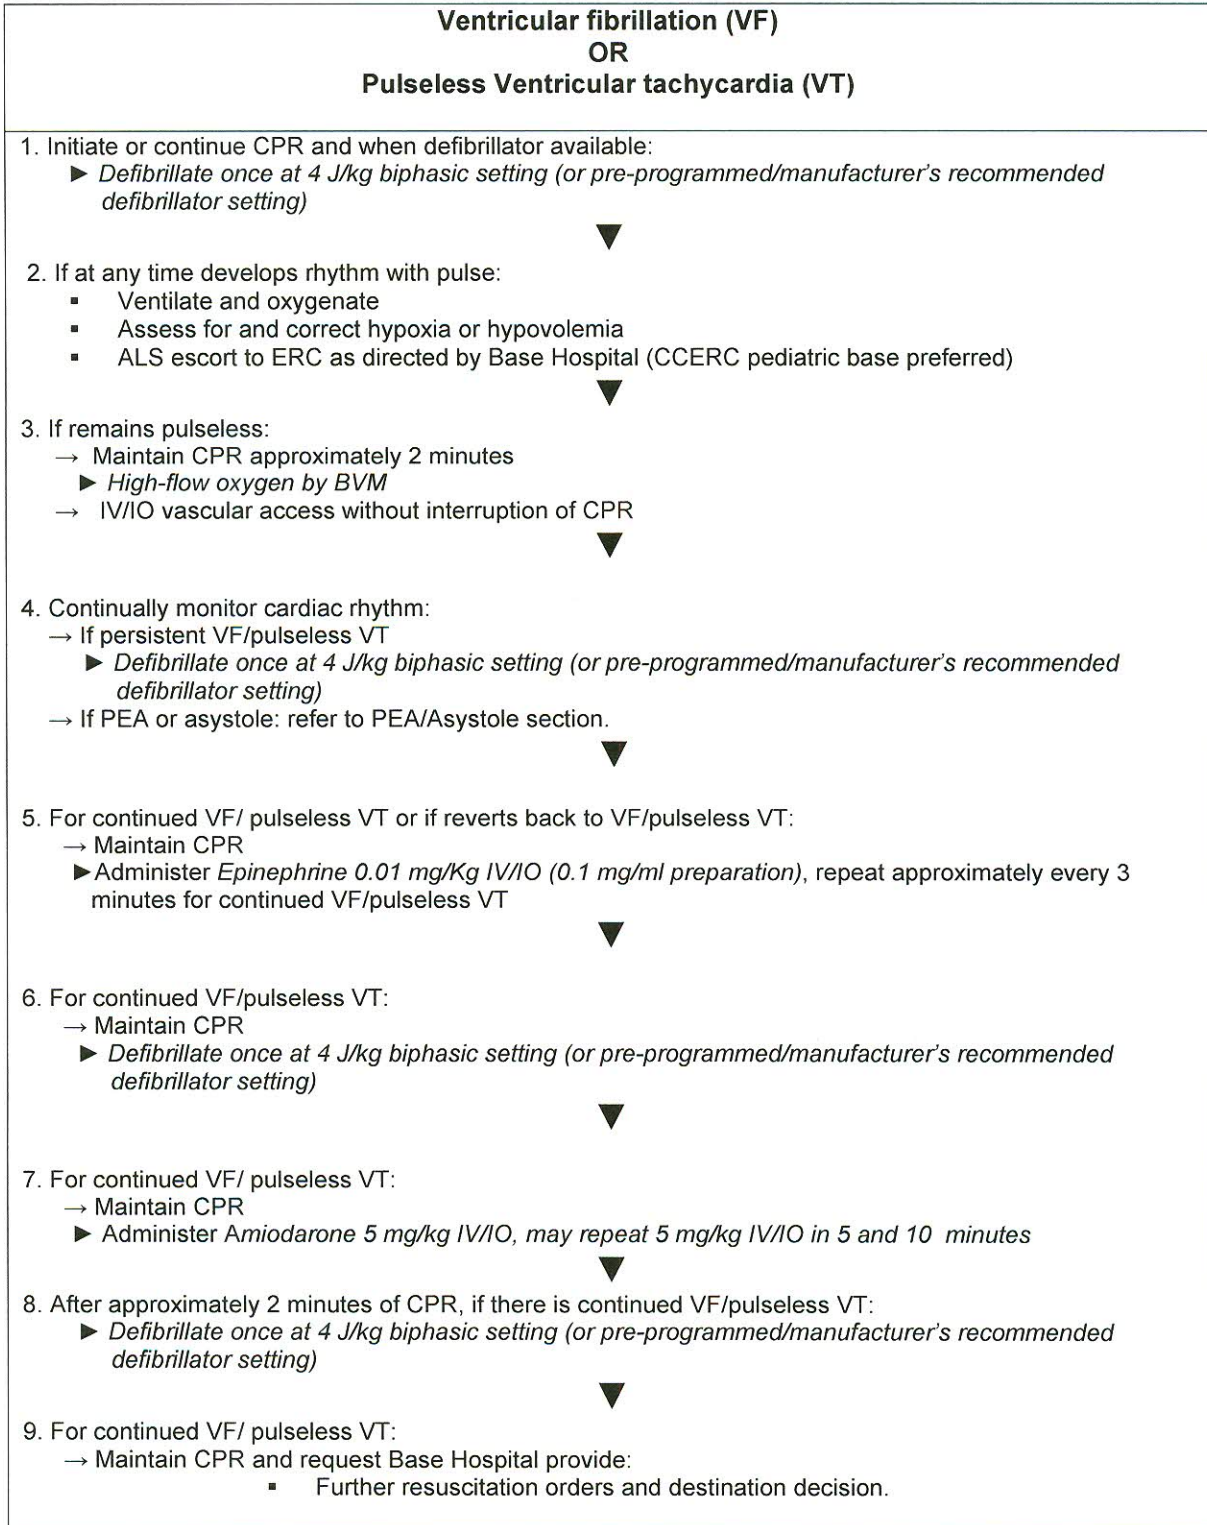 Ventricular fibrillation (VF)
OR
Pulseless Ventricular tachycardia (VT)
1. Initiate or continue CPR and when defibrillator available:
► Defibrillate once at 4 J/kg biphasic setting (or pre-programmed/manufacturer's recommended
defibrillator setting)
▼
2. If at any time develops rhythm with pulse:
▪ Ventilate and oxygenate
▪ Assess for and correct hypoxia or hypovolemia
▪ ALS escort to ERC as directed by Base Hospital (CCERC pediatric base preferred)
▼
3. If remains pulseless:
→ Maintain CPR approximately 2 minutes
► High-flow oxygen by BVM
→ IV/IO vascular access without interruption of CPR
▼
4. Continually monitor cardiac rhythm:
→ If persistent VF/pulseless VT
► Defibrillate once at 4 J/kg biphasic setting (or pre-programmed/manufacturer's recommended
defibrillator setting)
→ If PEA or asystole: refer to PEA/Asystole section.
▼
5. For continued VF/ pulseless VT or if reverts back to VF/pulseless VT:
→ Maintain CPR
►Administer Epinephrine 0.01 mg/Kg IV/IO (0.1 mg/ml preparation), repeat approximately every 3
minutes for continued VF/pulseless VT
▼
6. For continued VF/pulseless VT:
→ Maintain CPR
► Defibrillate once at 4 J/kg biphasic setting (or pre-programmed/manufacturer's recommended
defibrillator setting)
▼
7. For continued VF/ pulseless VT:
→ Maintain CPR
► Administer Amiodarone 5 mg/kg IV/IO, may repeat 5 mg/kg IV/IO in 5 and 10 minutes
▼
8. After approximately 2 minutes of CPR, if there is continued VF/pulseless VT:
► Defibrillate once at 4 J/kg biphasic setting (or pre-programmed/manufacturer's recommended
defibrillator setting)
▼
9. For continued VF/ pulseless VT:
→ Maintain CPR and request Base Hospital provide:
▪ Further resuscitation orders and destination decision.